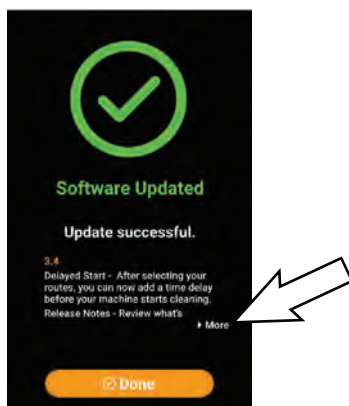 Software Updated
Update successful.
3.4
Delayed Start - After selecting your
routes, you can now add a time delay
before your machine starts cleaning.
Release Notes - Review what's
More
Done